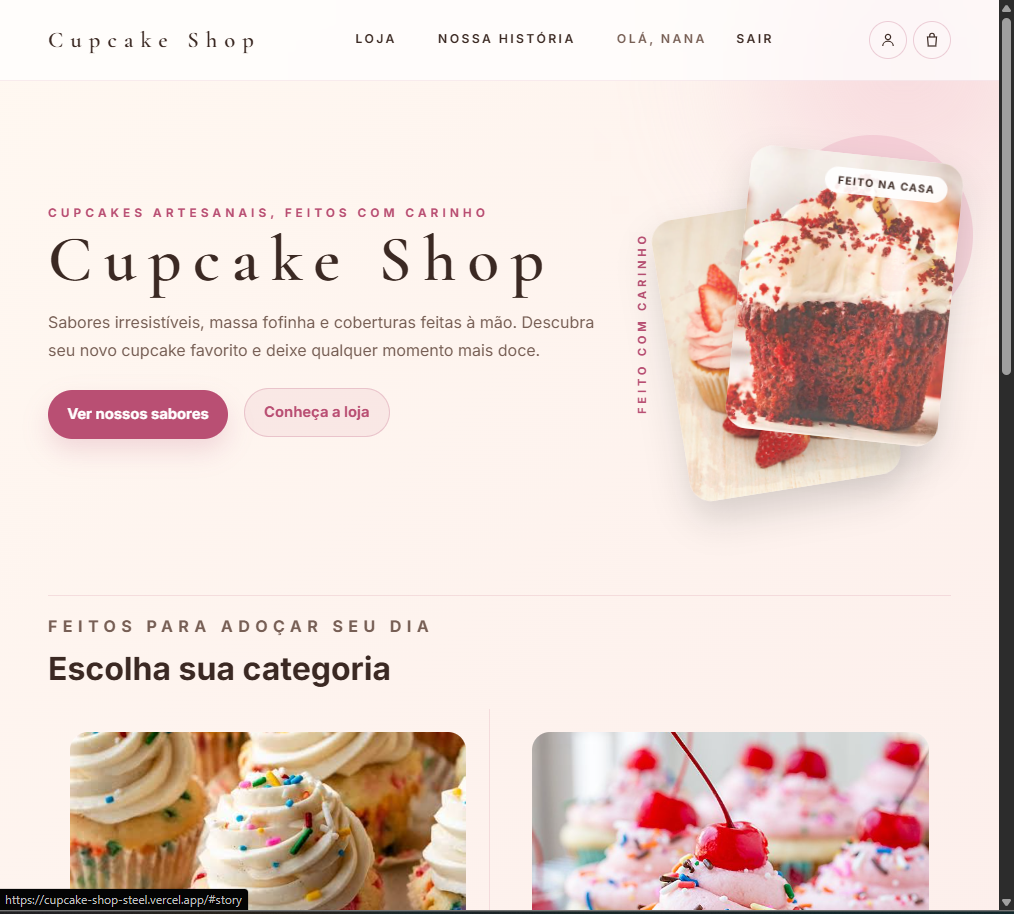 Cupcake Shop
LOJA
NOSSA HISTÓRIA
OLÁ, NANA
SAIR
CUPCAKES ARTESANAIS, FEITOS COM CARINHO
Cupcake Shop
Sabores irresistíveis, massa fofinha e coberturas feitas à mão. Descubra
seu novo cupcake favorito e deixe qualquer momento mais doce.
Ver nossos sabores
Conheça a loja
FEITO COM CARINHO
FEITO NA CASA
FEITOS PARA ADOÇAR SEU DIA
Escolha sua categoria
https://cupcake-shop-steel.vercel.app/#story